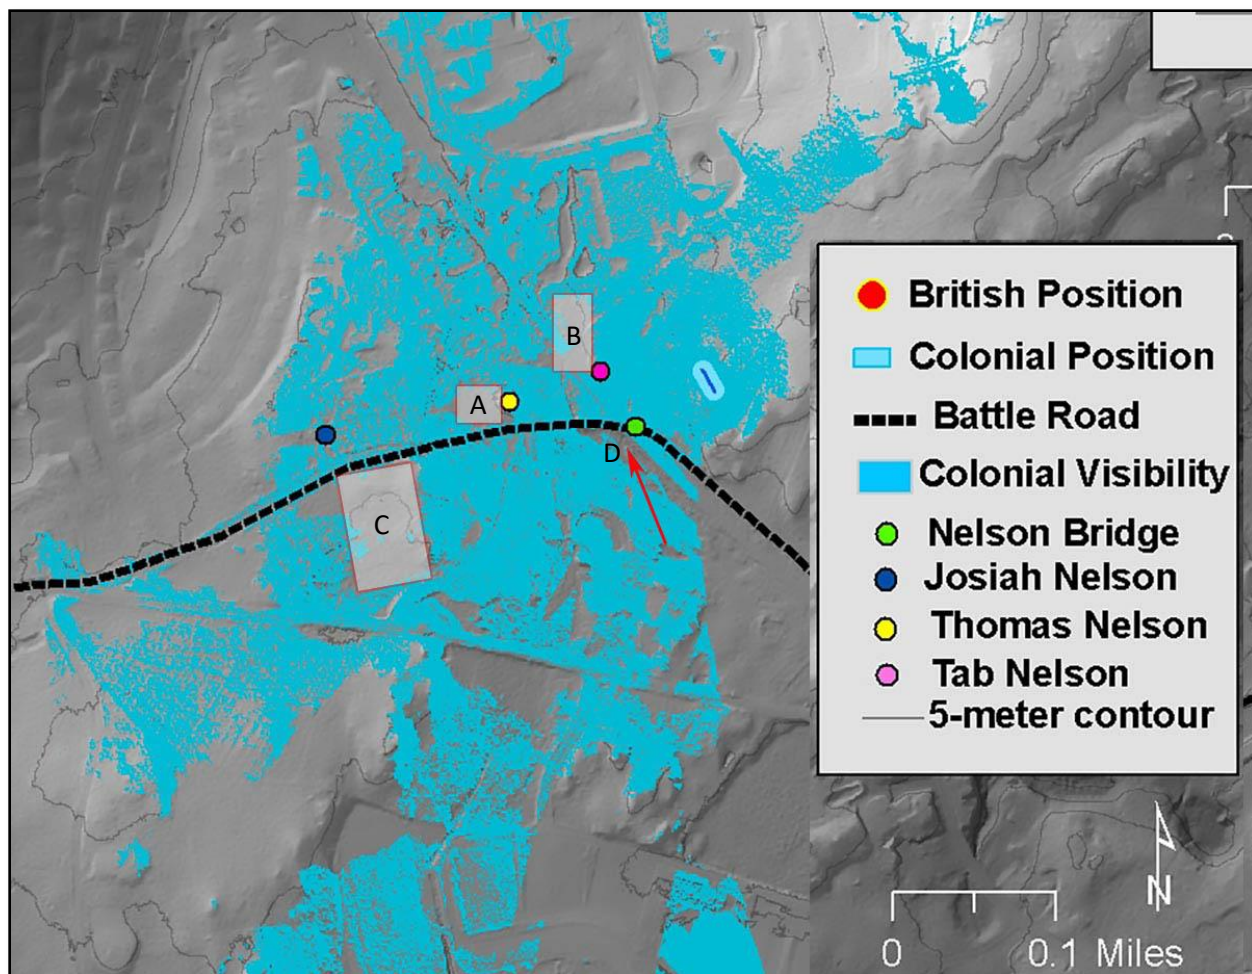 B
A
D
C
British Position
Colonial Position
Battle Road
Colonial Visibility
Nelson Bridge
Josiah Nelson
Thomas Nelson
Tab Nelson
5-meter contour
N
0 0.1 Miles